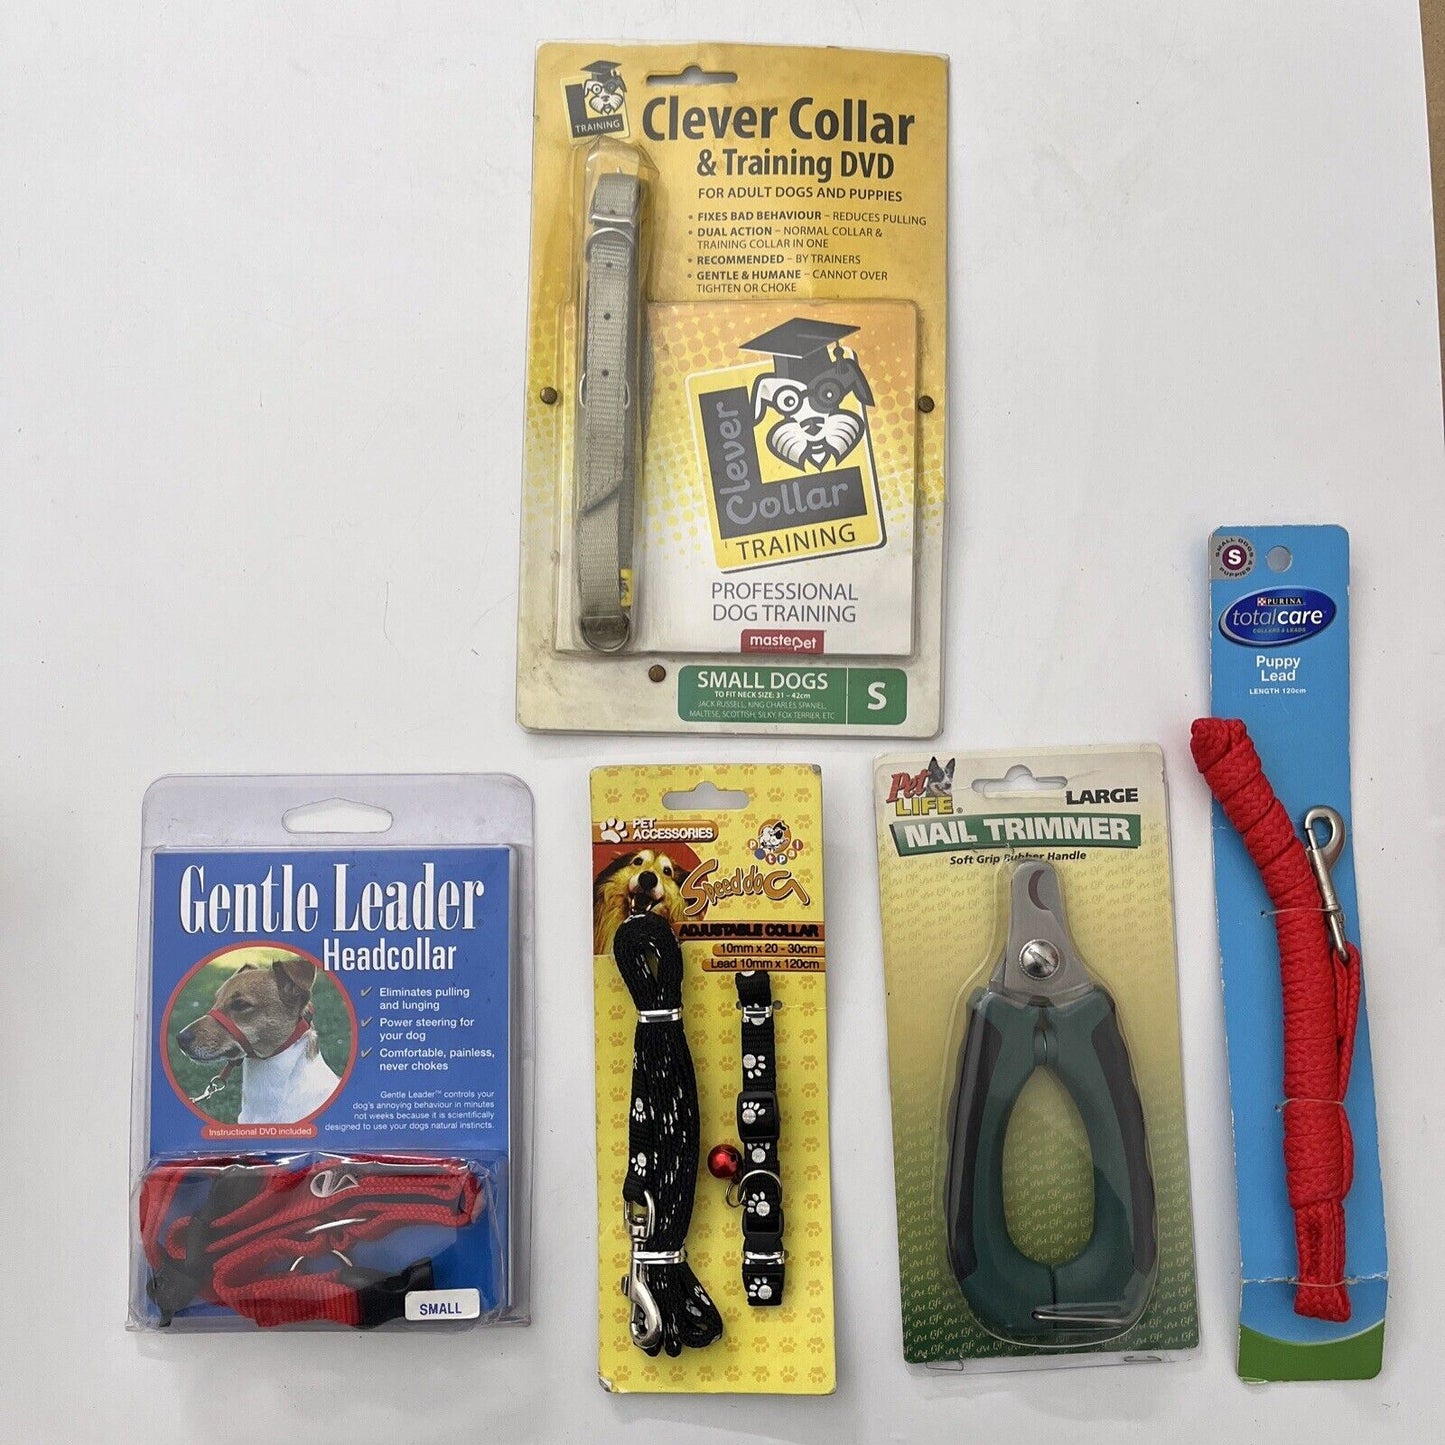 TRAINING
Clever Collar
& Training DVD
FOR ADULT DOGS AND PUPPIES
• FIXES BAD BEHAVIOUR – REDUCES PULLING
• DUAL ACTION – NORMAL COLLAR &
TRAINING COLLAR IN ONE
• RECOMMENDED – BY TRAINERS
• GENTLE & HUMANE – CANNOT OVER
TIGHTEN OR CHOKE
Clever
Collar
TRAINING
PROFESSIONAL
DOG TRAINING
masterpet
SMALL DOGS
TO FIT NECK SIZE: 31 – 42cm
JACK RUSSELL, KING CHARLES SPANIEL,
MALTESE, SCOTTISH, SILKY, FOX TERRIER, ETC
S
SMALL DOGS & PUPPIES
S
PURINA
totalcare
COLLARS & LEADS
Puppy
Lead
LENGTH 120cm
Gentle Leader
Headcollar
✓ Eliminates pulling
and lunging
✓ Power steering for
your dog
✓ Comfortable, painless,
never chokes
Gentle Leader™ controls your
dog's annoying behaviour in minutes
not weeks because it is scientifically
designed to use your dogs natural instincts.
Instructional DVD included
SMALL
PET
ACCESSORIES
petpal
Speeddog
ADJUSTABLE COLLAR
10mm x 20 - 30cm
Lead 10mm x 120cm
Pet
LIFE®
LARGE
NAIL TRIMMER
Soft Grip Rubber Handle